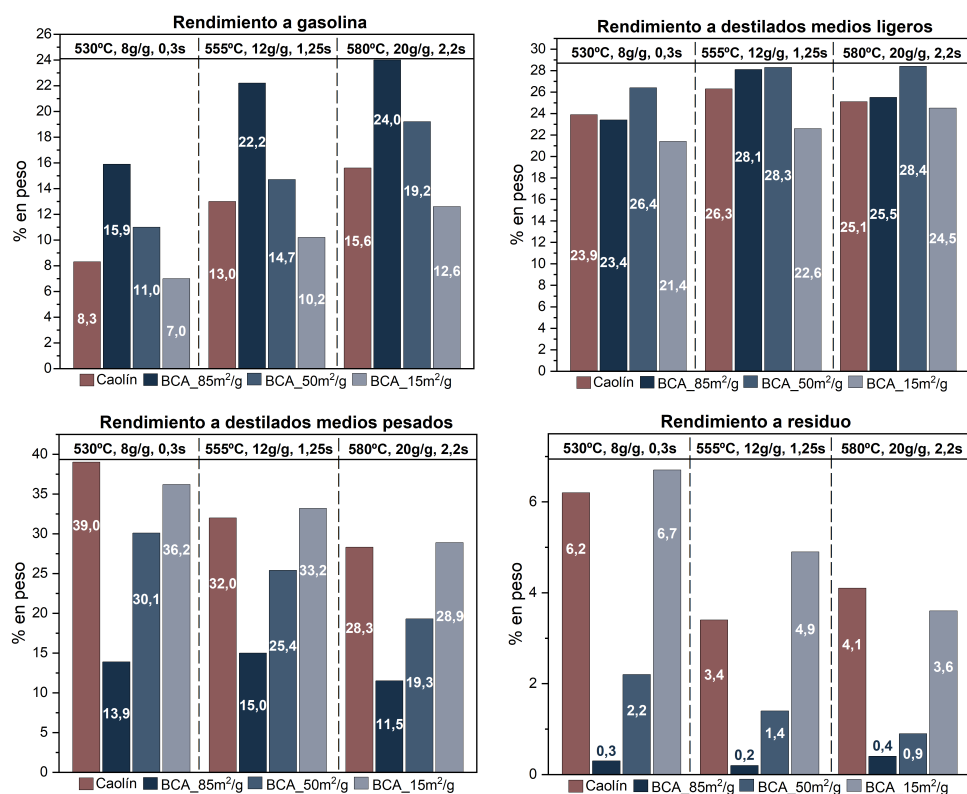 Rendimiento a gasolina
530ºC, 8g/g, 0,3s
555ºC, 12g/g, 1,25s
580ºC, 20g/g, 2,2s
% en peso
24
22
20
18
16
14
12
10
8
6
4
2
0
8,3
15,9
11,0
7,0
13,0
22,2
14,7
10,2
15,6
24,0
19,2
12,6
Caolín
BCA_85m²/g
BCA_50m²/g
BCA_15m²/g
Rendimiento a destilados medios ligeros
530ºC, 8g/g, 0,3s
555ºC, 12g/g, 1,25s
580ºC, 20g/g, 2,2s
% en peso
30
28
26
24
22
20
18
16
14
12
10
8
6
4
2
0
23,9
23,4
26,4
21,4
26,3
28,1
28,3
22,6
25,1
25,5
28,4
24,5
Caolín
BCA_85m²/g
BCA_50m²/g
BCA_15m²/g
Rendimiento a destilados medios pesados
530ºC, 8g/g, 0,3s
555ºC, 12g/g, 1,25s
580ºC, 20g/g, 2,2s
% en peso
40
35
30
25
20
15
10
5
0
39,0
13,9
30,1
36,2
32,0
15,0
25,4
33,2
28,3
11,5
19,3
28,9
Caolín
BCA_85m²/g
BCA_50m²/g
BCA_15m²/g
Rendimiento a residuo
530ºC, 8g/g, 0,3s
555ºC, 12g/g, 1,25s
580ºC, 20g/g, 2,2s
% en peso
6
4
2
0
6,2
0,3
2,2
6,7
3,4
0,2
1,4
4,9
4,1
0,4
0,9
3,6
Caolín
BCA_85m²/g
BCA_50m²/g
BCA 15m²/g